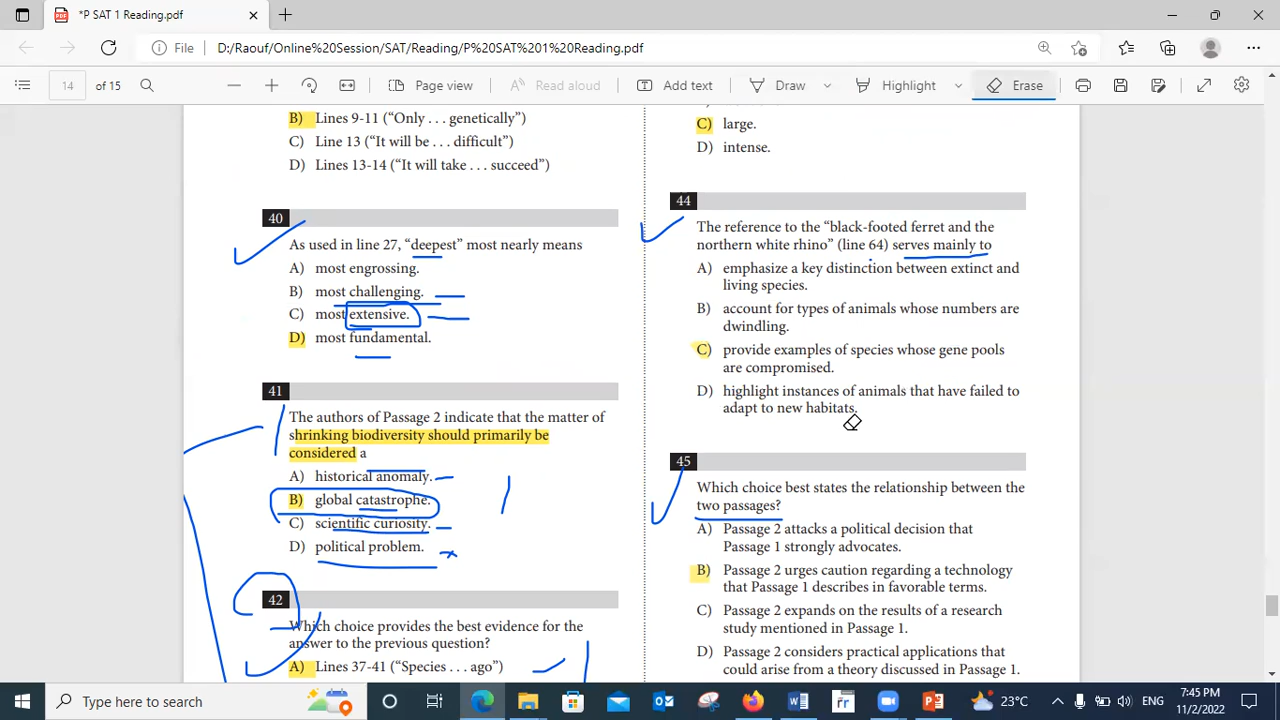 *P SAT 1 Reading.pdf
File
D:/Raouf/Online%20Session/SAT/Reading/P%20SAT%201%20Reading.pdf
14 of 15
Page view
Read aloud
Add text
Draw
Highlight
Erase
B) Lines 9-11 (“Only . . . genetically”)
C) Line 13 (“It will be . . . difficult”)
D) Lines 13-14 (“It will take . . . succeed”)
40
As used in line 27, “deepest” most nearly means
A) most engrossing.
B) most challenging.
C) most extensive.
D) most fundamental.
41
The authors of Passage 2 indicate that the matter of
shrinking biodiversity should primarily be
considered a
A) historical anomaly.
B) global catastrophe.
C) scientific curiosity.
D) political problem.
42
Which choice provides the best evidence for the
answer to the previous question?
A) Lines 37-41 (“Species . . . ago”)
C) large.
D) intense.
44
The reference to the “black-footed ferret and the
northern white rhino” (line 64) serves mainly to
A) emphasize a key distinction between extinct and
living species.
B) account for types of animals whose numbers are
dwindling.
C) provide examples of species whose gene pools
are compromised.
D) highlight instances of animals that have failed to
adapt to new habitats.
45
Which choice best states the relationship between the
two passages?
A) Passage 2 attacks a political decision that
Passage 1 strongly advocates.
B) Passage 2 urges caution regarding a technology
that Passage 1 describes in favorable terms.
C) Passage 2 expands on the results of a research
study mentioned in Passage 1.
D) Passage 2 considers practical applications that
could arise from a theory discussed in Passage 1.
Type here to search
23°C
ENG
7:45 PM
11/2/2022